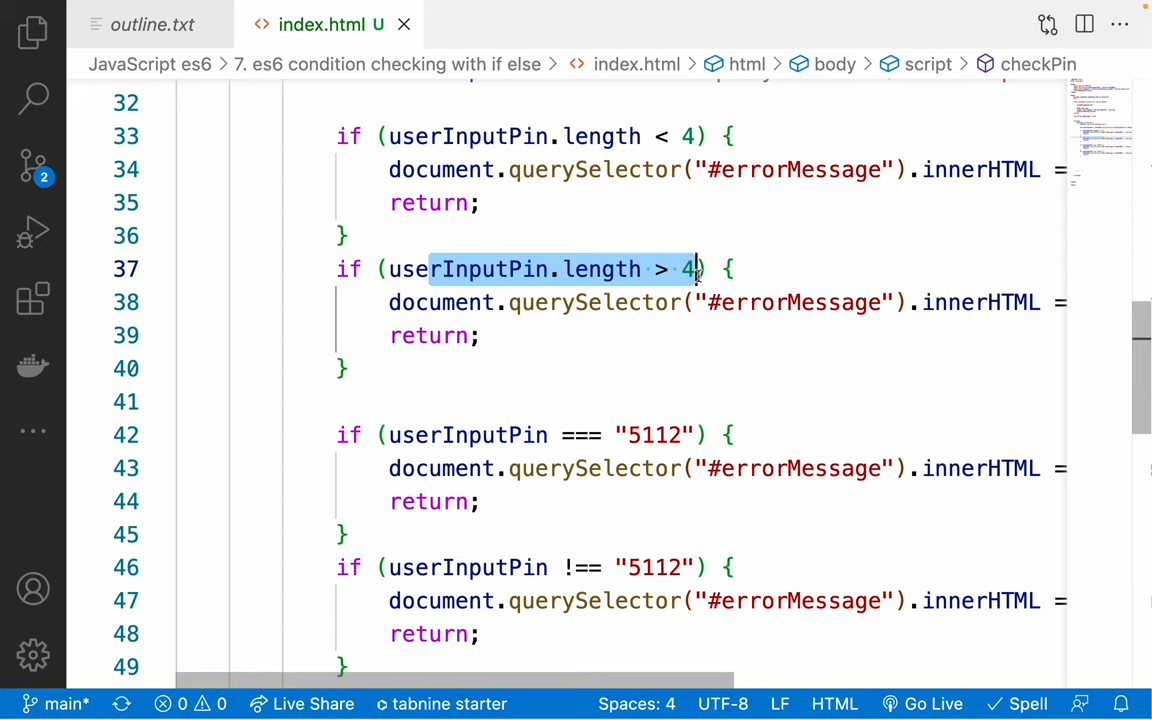 outline.txt
index.html U
JavaScript es6 > 7. es6 condition checking with if else > index.html > html > body > script > checkPin
32
33 if (userInputPin.length < 4) {
34 document.querySelector("#errorMessage").innerHTML =
35 return;
36 }
37 if (userInputPin.length > 4) {
38 document.querySelector("#errorMessage").innerHTML =
39 return;
40 }
41
42 if (userInputPin === "5112") {
43 document.querySelector("#errorMessage").innerHTML =
44 return;
45 }
46 if (userInputPin !== "5112") {
47 document.querySelector("#errorMessage").innerHTML =
48 return;
49 }
2
main* 0 0 Live Share tabnine starter Spaces: 4 UTF-8 LF HTML Go Live Spell